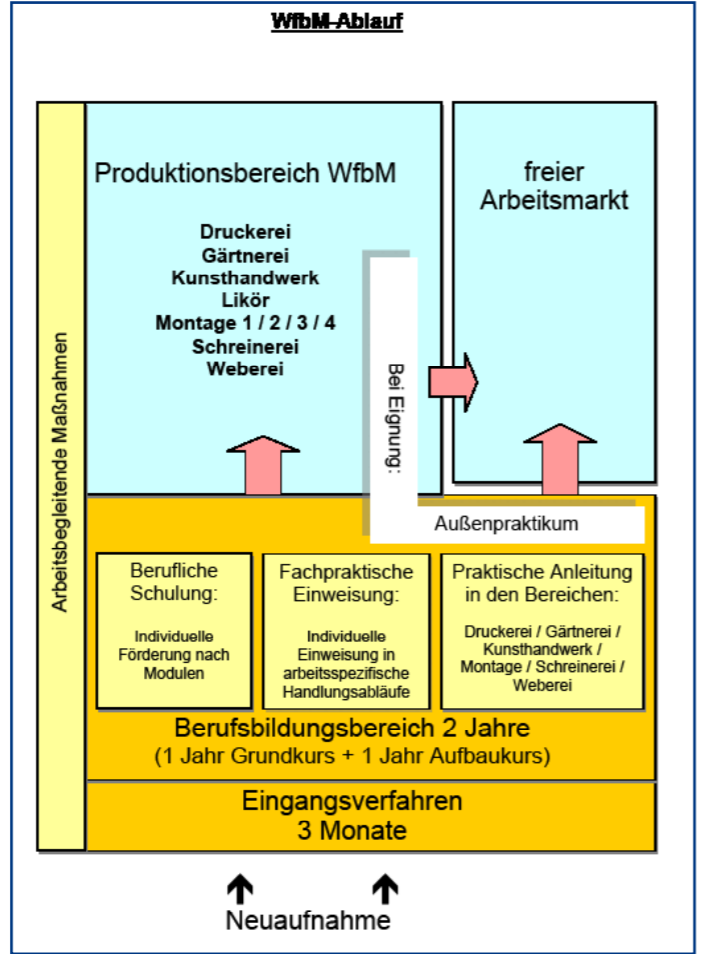 WfbM-Ablauf
Arbeitsbegleitende Maßnahmen
Produktionsbereich WfbM
Druckerei
Gärtnerei
Kunsthandwerk
Likör
Montage 1 / 2 / 3 / 4
Schreinerei
Weberei
freier
Arbeitsmarkt
Bei Eignung:
Außenpraktikum
Berufliche
Schulung:
Individuelle
Förderung nach
Modulen
Fachpraktische
Einweisung:
Individuelle
Einweisung in
arbeitsspezifische
Handlungsabläufe
Praktische Anleitung
in den Bereichen:
Druckerei / Gärtnerei /
Kunsthandwerk /
Montage / Schreinerei /
Weberei
Berufsbildungsbereich 2 Jahre
(1 Jahr Grundkurs + 1 Jahr Aufbaukurs)
Eingangsverfahren
3 Monate
Neuaufnahme